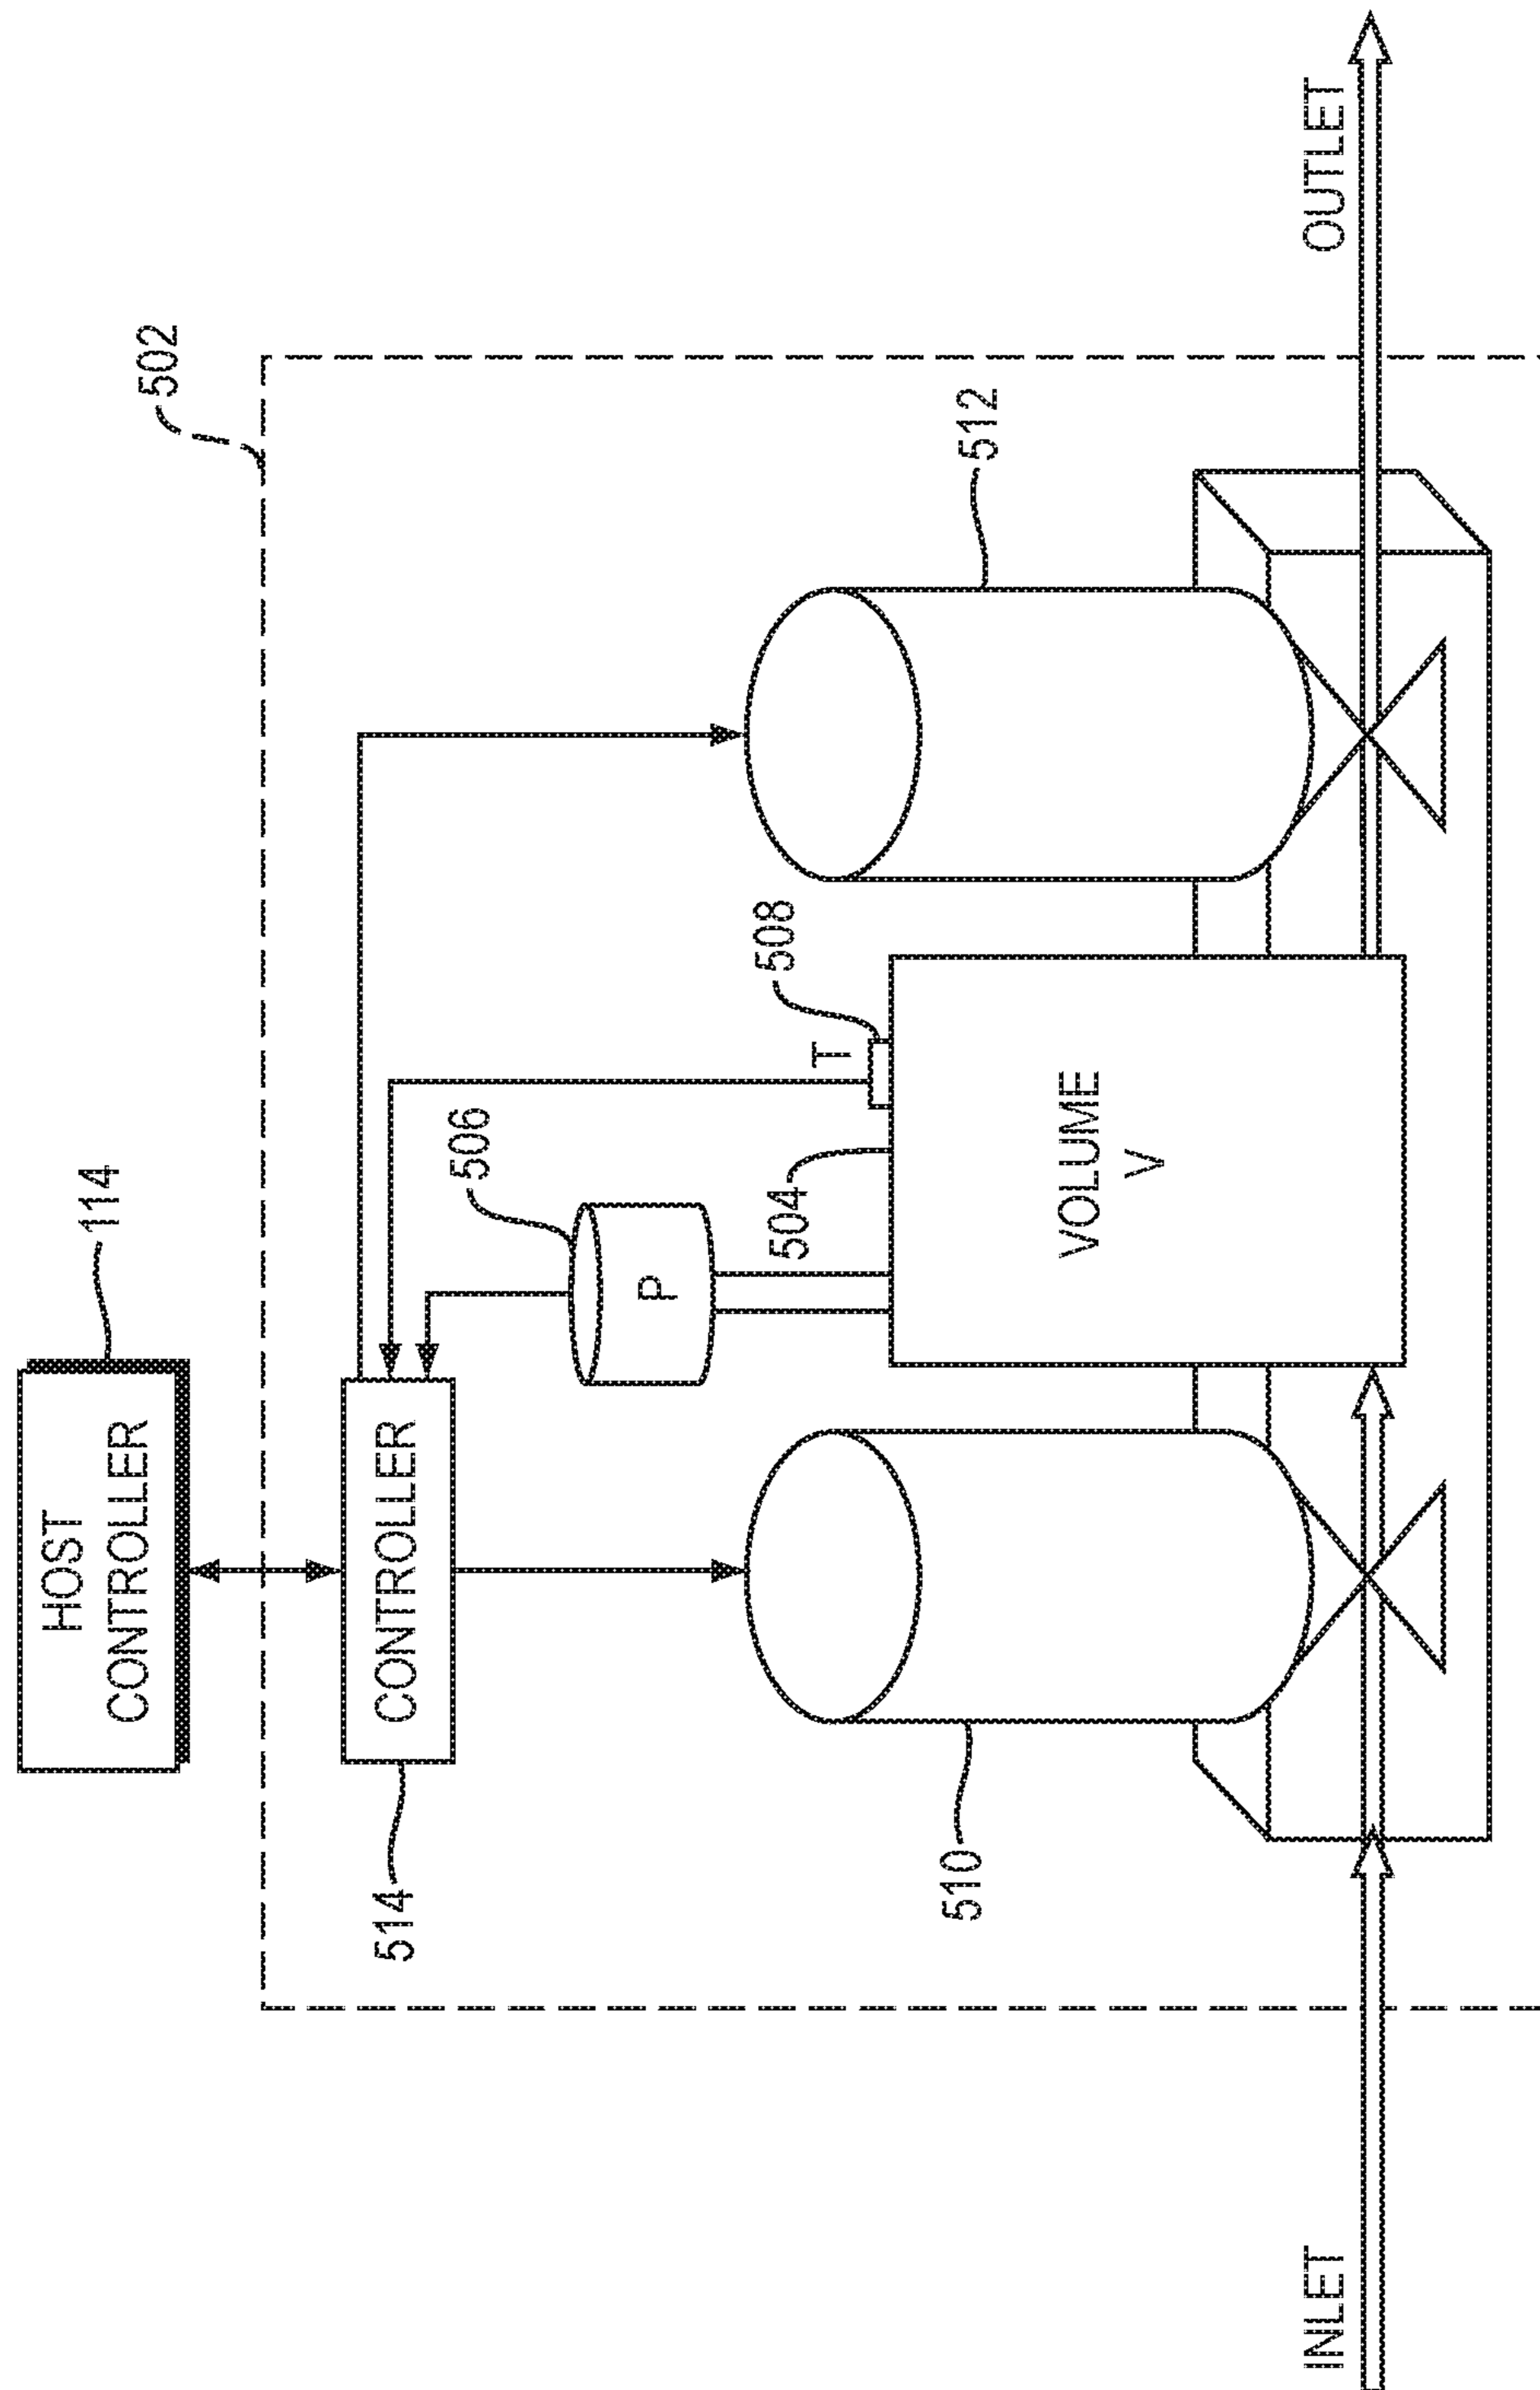 HOST
CONTROLLER
114
502
CONTROLLER
514
506
P
T
508
504
VOLUME
V
510
512
INLET
OUTLET